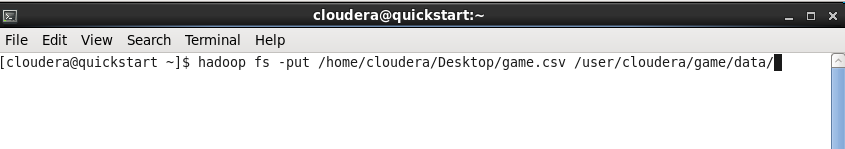 cloudera@quickstart:~
File Edit View Search Terminal Help
[cloudera@quickstart ~]$ hadoop fs -put /home/cloudera/Desktop/game.csv /user/cloudera/game/data/